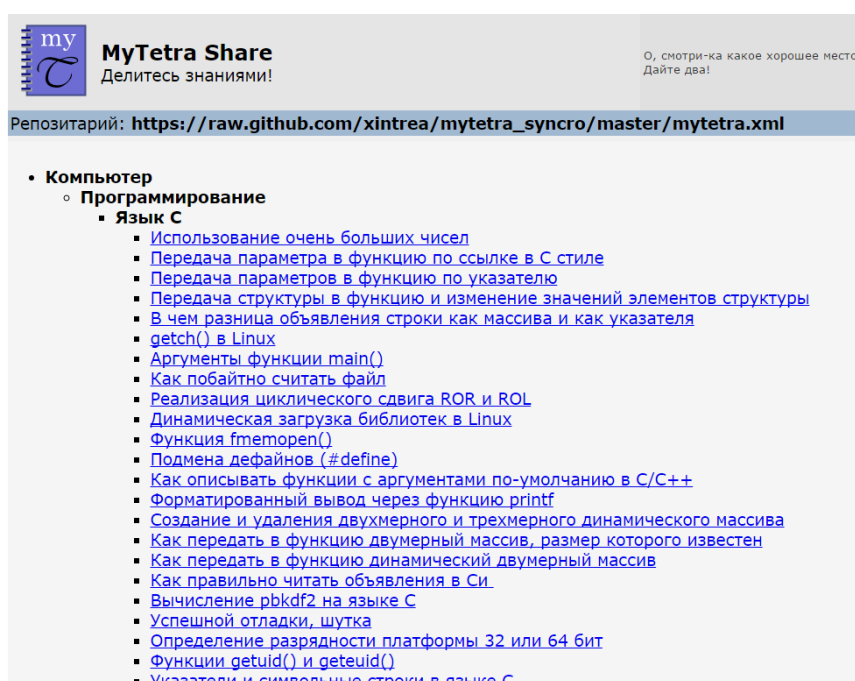 my
MyTetra Share
Делитесь знаниями!
О, смотри-ка какое хорошее место
Дайте два!
Репозитарий: https://raw.github.com/xintrea/mytetra_syncro/master/mytetra.xml
Компьютер
Программирование
Язык C
Использование очень больших чисел
Передача параметра в функцию по ссылке в C стиле
Передача параметров в функцию по указателю
Передача структуры в функцию и изменение значений элементов структуры
В чем разница объявления строки как массива и как указателя
getch() в Linux
Аргументы функции main()
Как побайтно считать файл
Реализация циклического сдвига ROR и ROL
Динамическая загрузка библиотек в Linux
Функция fmemopen()
Подмена дефайнов (#define)
Как описывать функции с аргументами по-умолчанию в C/C++
Форматированный вывод через функцию printf
Создание и удаления двухмерного и трехмерного динамического массива
Как передать в функцию двумерный массив, размер которого известен
Как передать в функцию динамический двумерный массив
Как правильно читать объявления в Си
Вычисление pbkdf2 на языке C
Успешной отладки, шутка
Определение разрядности платформы 32 или 64 бит
Функции getuid() и geteuid()
Указатели и символьные строки в языке C